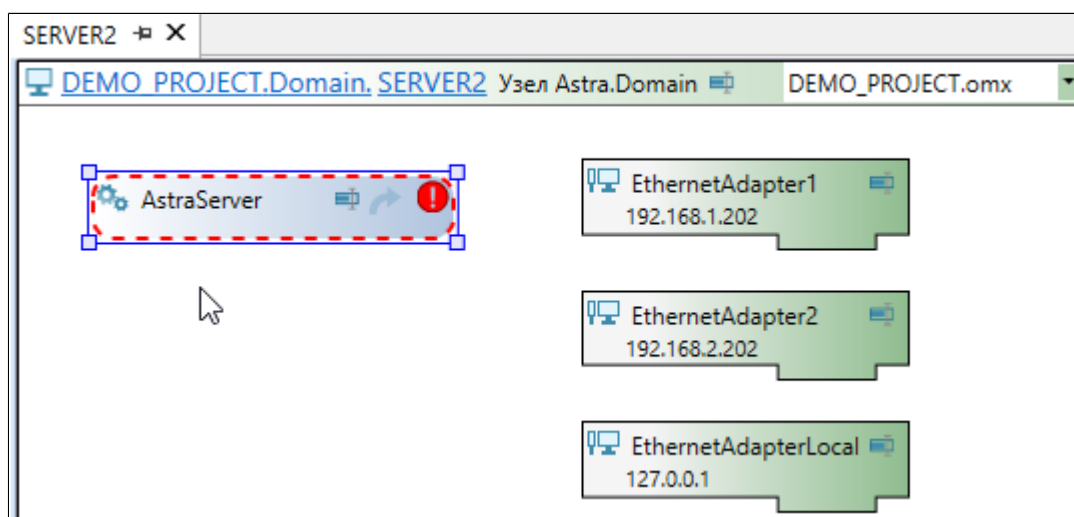 SERVER2
DEMO_PROJECT.Domain. SERVER2 Узел Astra.Domain DEMO_PROJECT.omx
AstraServer
EthernetAdapter1
192.168.1.202
EthernetAdapter2
192.168.2.202
EthernetAdapterLocal
127.0.0.1